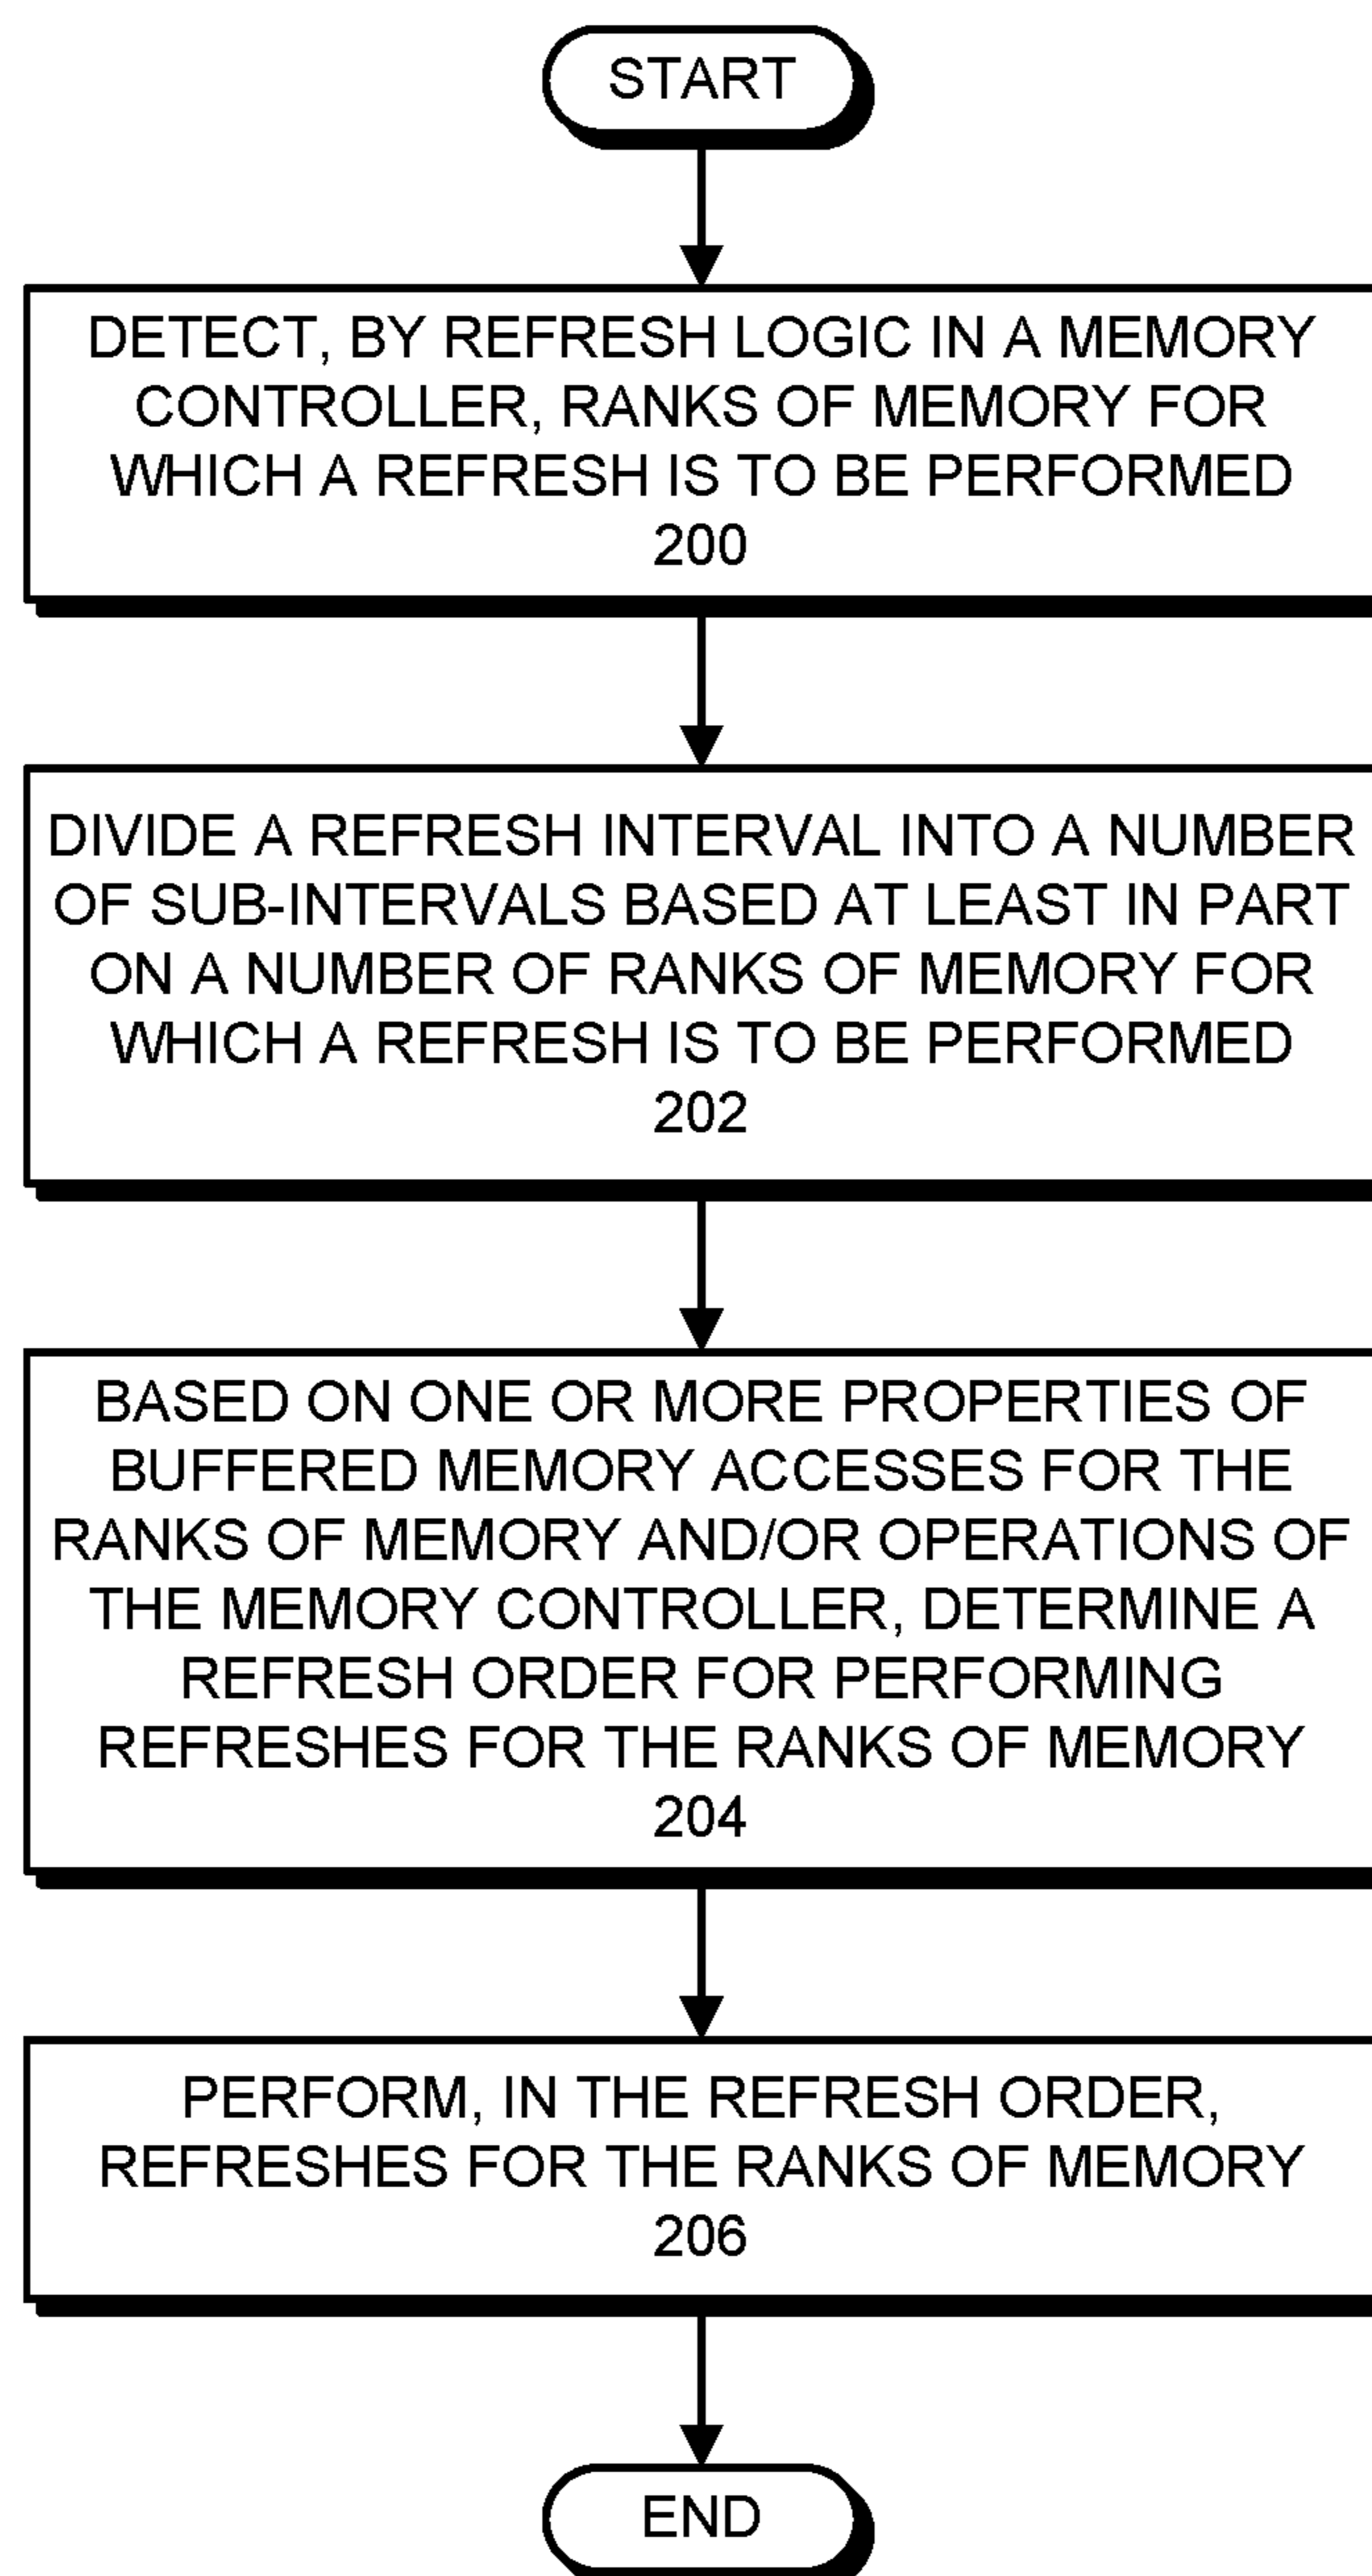 START
DETECT, BY REFRESH LOGIC IN A MEMORY
CONTROLLER, RANKS OF MEMORY FOR
WHICH A REFRESH IS TO BE PERFORMED
200
DIVIDE A REFRESH INTERVAL INTO A NUMBER
OF SUB-INTERVALS BASED AT LEAST IN PART
ON A NUMBER OF RANKS OF MEMORY FOR
WHICH A REFRESH IS TO BE PERFORMED
202
BASED ON ONE OR MORE PROPERTIES OF
BUFFERED MEMORY ACCESSES FOR THE
RANKS OF MEMORY AND/OR OPERATIONS OF
THE MEMORY CONTROLLER, DETERMINE A
REFRESH ORDER FOR PERFORMING
REFRESHES FOR THE RANKS OF MEMORY
204
PERFORM, IN THE REFRESH ORDER,
REFRESHES FOR THE RANKS OF MEMORY
206
END